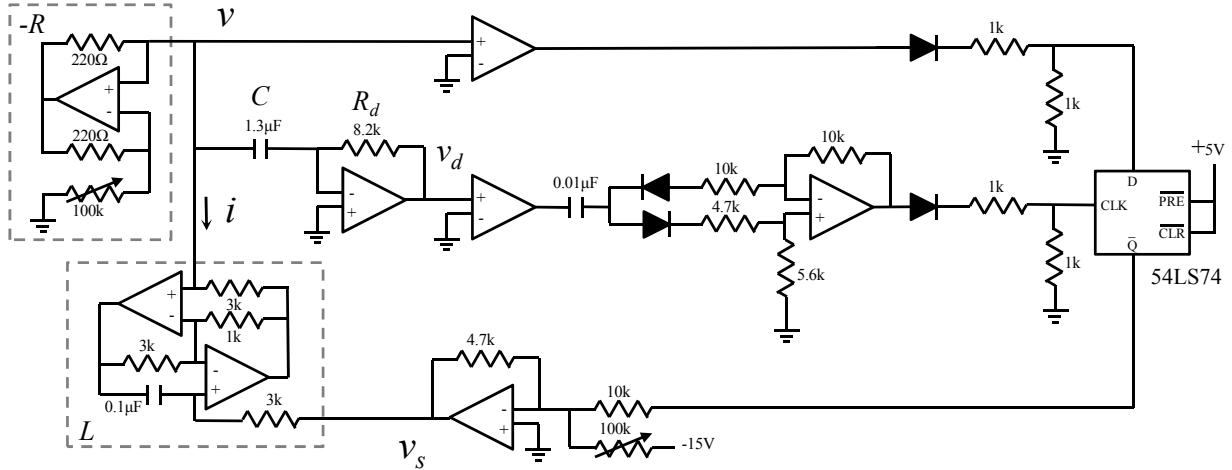 -R
220Ω
+
-
220Ω
100k
v
C
1.3μF
R_d
8.2k
-
+
v_d
i
+
-
+
-
0.01μF
10k
4.7k
10k
-
+
5.6k
1k
1k
1k
1k
+5V
D
CLK
PRE
CLR
Q
54LS74
+
-
3k
1k
3k
-
+
0.1μF
3k
L
v_s
4.7k
-
+
10k
100k
-15V